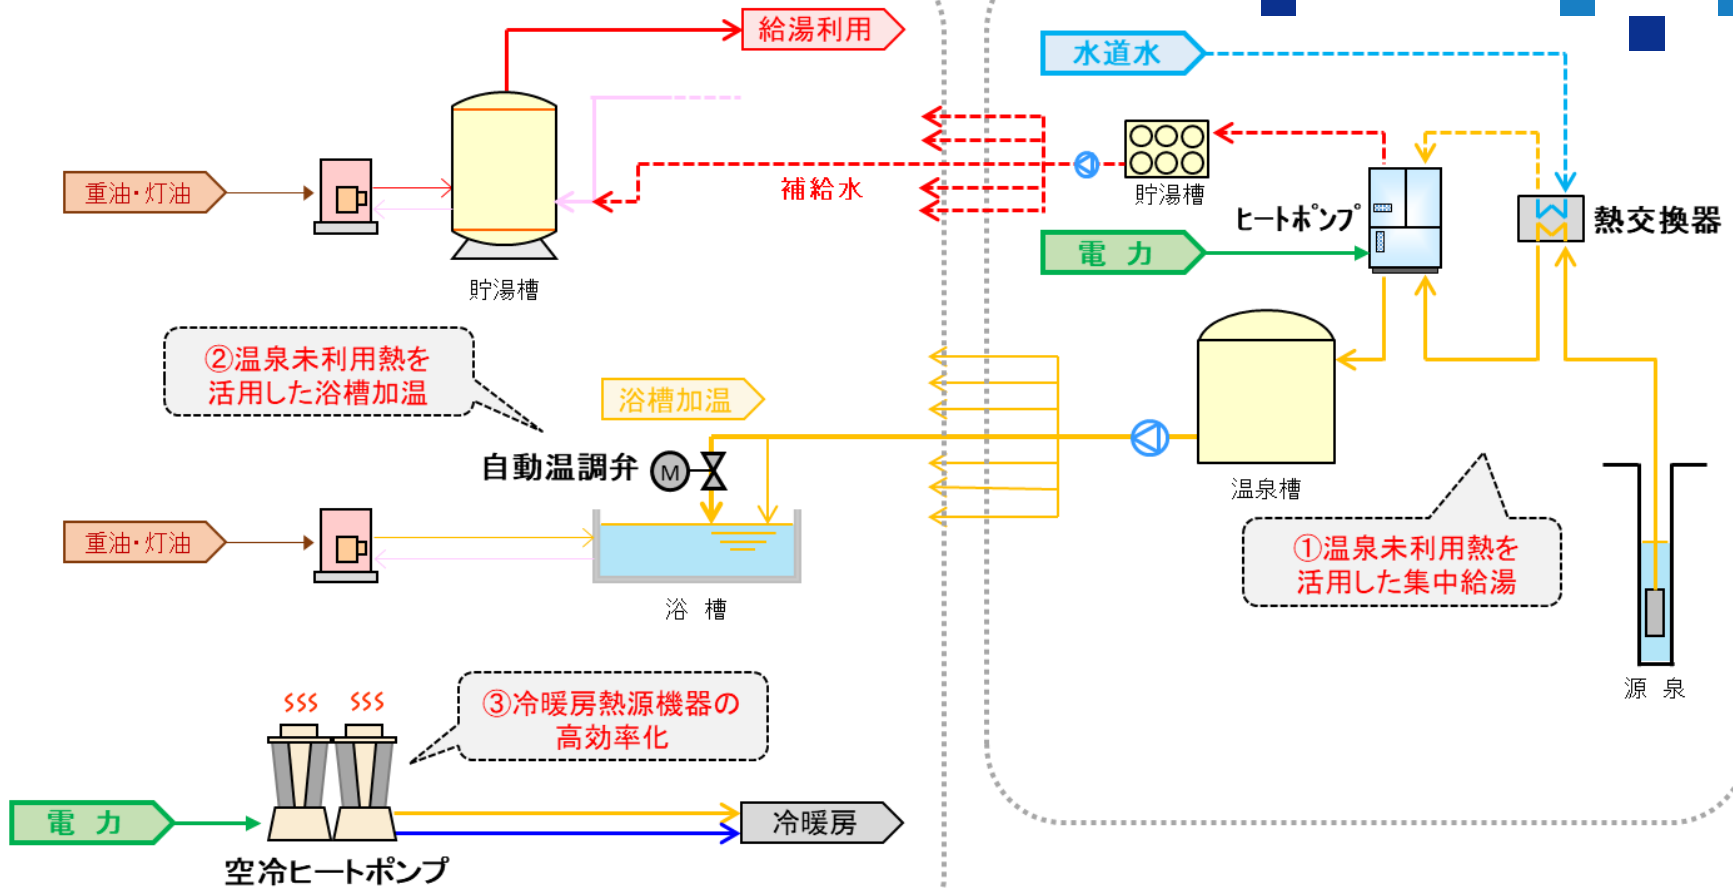 給湯利用
水道水
重油・灯油
補給水
貯湯槽
ヒートポンプ
熱交換器
電 力
貯湯槽
②温泉未利用熱を
活用した浴槽加温
浴槽加温
自動温調弁
M
温泉槽
重油・灯油
①温泉未利用熱を
活用した集中給湯
浴 槽
源 泉
③冷暖房熱源機器の
高効率化
電 力
冷暖房
空冷ヒートポンプ